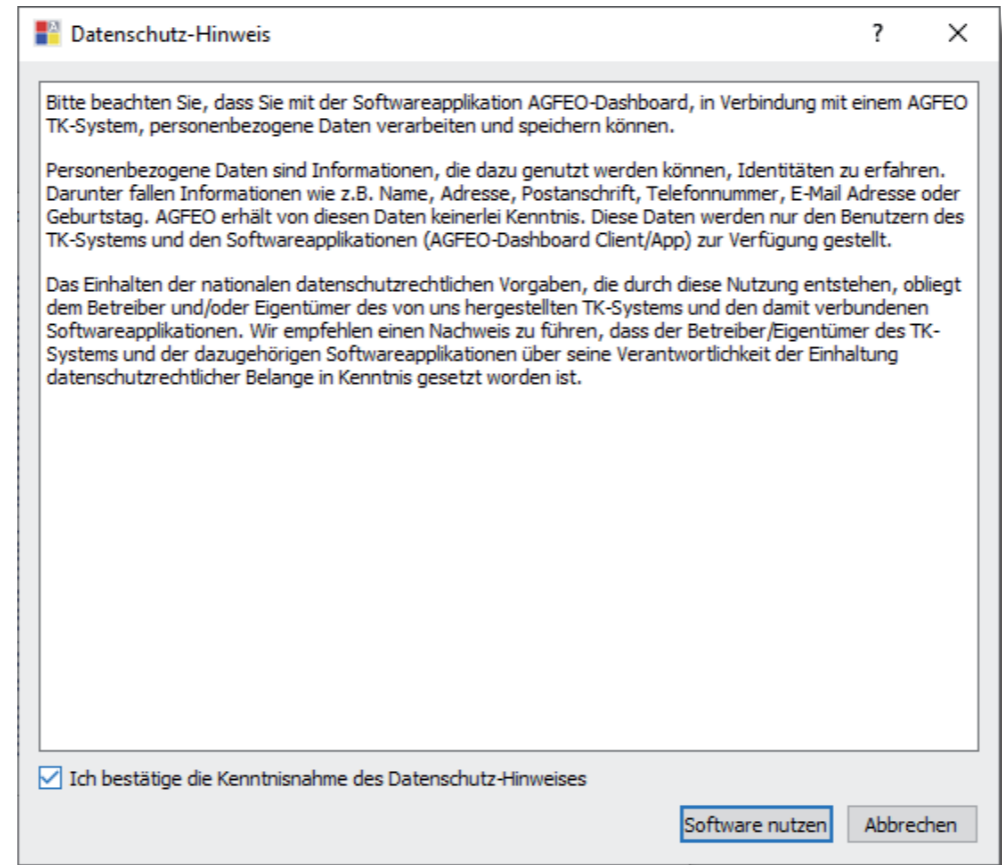 Datenschutz-Hinweis
Bitte beachten Sie, dass Sie mit der Softwareapplikation AGFEO-Dashboard, in Verbindung mit einem AGFEO
TK-System, personenbezogene Daten verarbeiten und speichern können.
Personenbezogene Daten sind Informationen, die dazu genutzt werden können, Identitäten zu erfahren.
Darunter fallen Informationen wie z.B. Name, Adresse, Postanschrift, Telefonnummer, E-Mail Adresse oder
Geburtstag. AGFEO erhält von diesen Daten keinerlei Kenntnis. Diese Daten werden nur den Benutzern des
TK-Systems und den Softwareapplikationen (AGFEO-Dashboard Client/App) zur Verfügung gestellt.
Das Einhalten der nationalen datenschutzrechtlichen Vorgaben, die durch diese Nutzung entstehen, obliegt
dem Betreiber und/oder Eigentümer des von uns hergestellten TK-Systems und den damit verbundenen
Softwareapplikationen. Wir empfehlen einen Nachweis zu führen, dass der Betreiber/Eigentümer des TK-
Systems und der dazugehörigen Softwareapplikationen über seine Verantwortlichkeit der Einhaltung
datenschutzrechtlicher Belange in Kenntnis gesetzt worden ist.
Ich bestätige die Kenntnisnahme des Datenschutz-Hinweises
Software nutzen Abbrechen